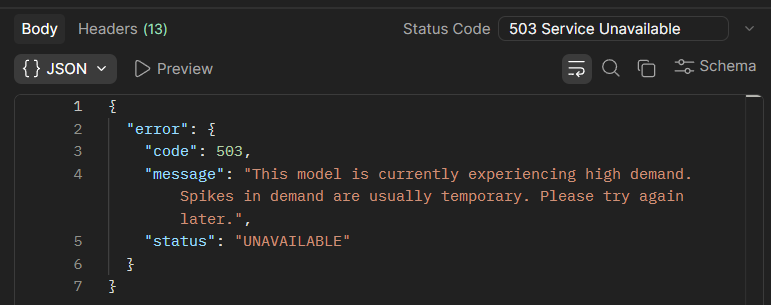 Body Headers (13) Status Code 503 Service Unavailable
{} JSON Preview Schema
1 {
2 "error": {
3 "code": 503,
4 "message": "This model is currently experiencing high demand.
Spikes in demand are usually temporary. Please try again
later.",
5 "status": "UNAVAILABLE"
6 }
7 }